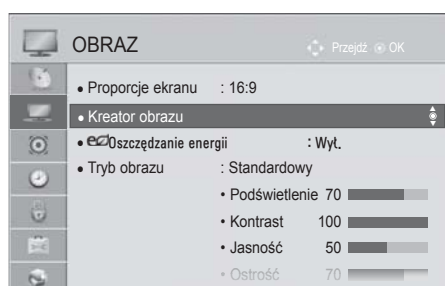 OBRAZ
Przejdź OK
• Proporcje ekranu : 16:9
• Kreator obrazu
• eco Oszczędzanie energii : Wył.
• Tryb obrazu : Standardowy
• Podświetlenie 70
• Kontrast 100
• Jasność 50
• Ostrość 70